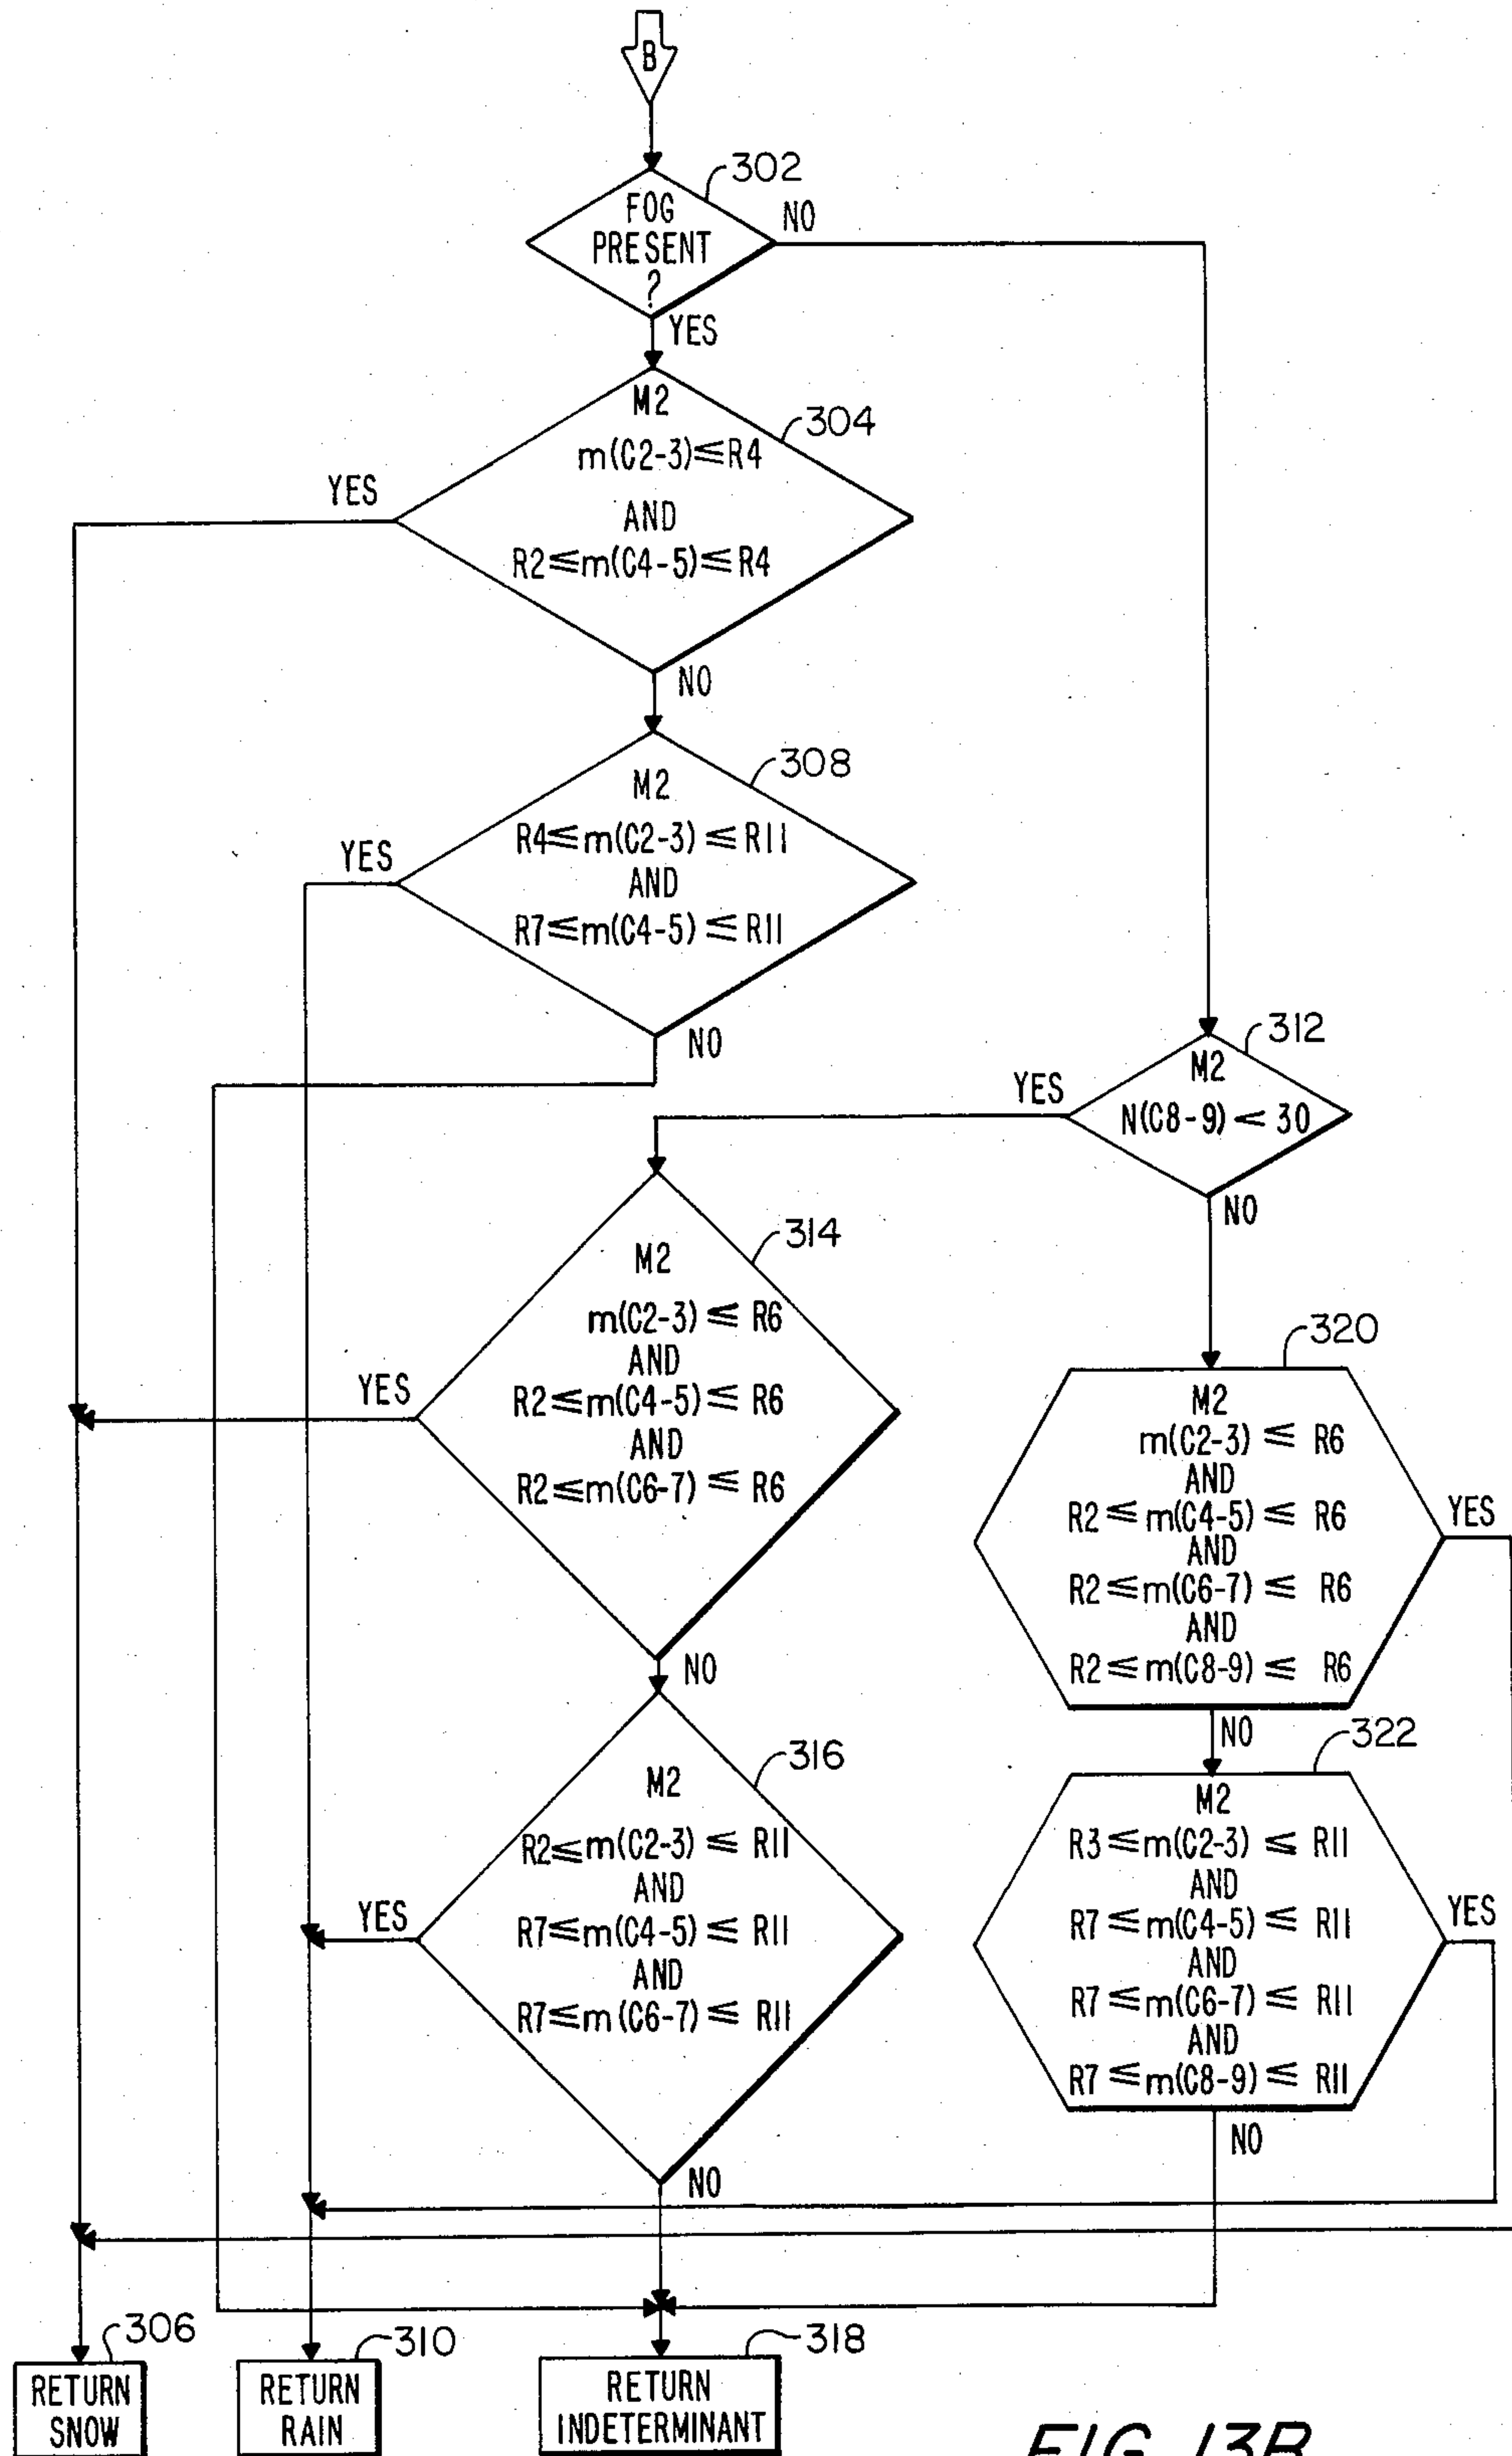 B
302
FOG
PRESENT
?
NO
YES
M2
304
m(C2-3)≤R4
AND
R2≤m(C4-5)≤R4
YES
NO
308
M2
R4≤m(C2-3)≤R11
AND
R7≤m(C4-5)≤R11
YES
NO
312
M2
N(C8-9)<30
YES
NO
314
M2
m(C2-3)≤R6
AND
R2≤m(C4-5)≤R6
AND
R2≤m(C6-7)≤R6
YES
NO
320
M2
m(C2-3)≤R6
AND
R2≤m(C4-5)≤R6
AND
R2≤m(C6-7)≤R6
AND
R2≤m(C8-9)≤R6
YES
NO
316
M2
R2≤m(C2-3)≤R11
AND
R7≤m(C4-5)≤R11
AND
R7≤m(C6-7)≤R11
YES
NO
322
M2
R3≤m(C2-3)≤R11
AND
R7≤m(C4-5)≤R11
AND
R7≤m(C6-7)≤R11
AND
R7≤m(C8-9)≤R11
YES
NO
306
RETURN
SNOW
310
RETURN
RAIN
318
RETURN
INDETERMINANT
FIG. 13B